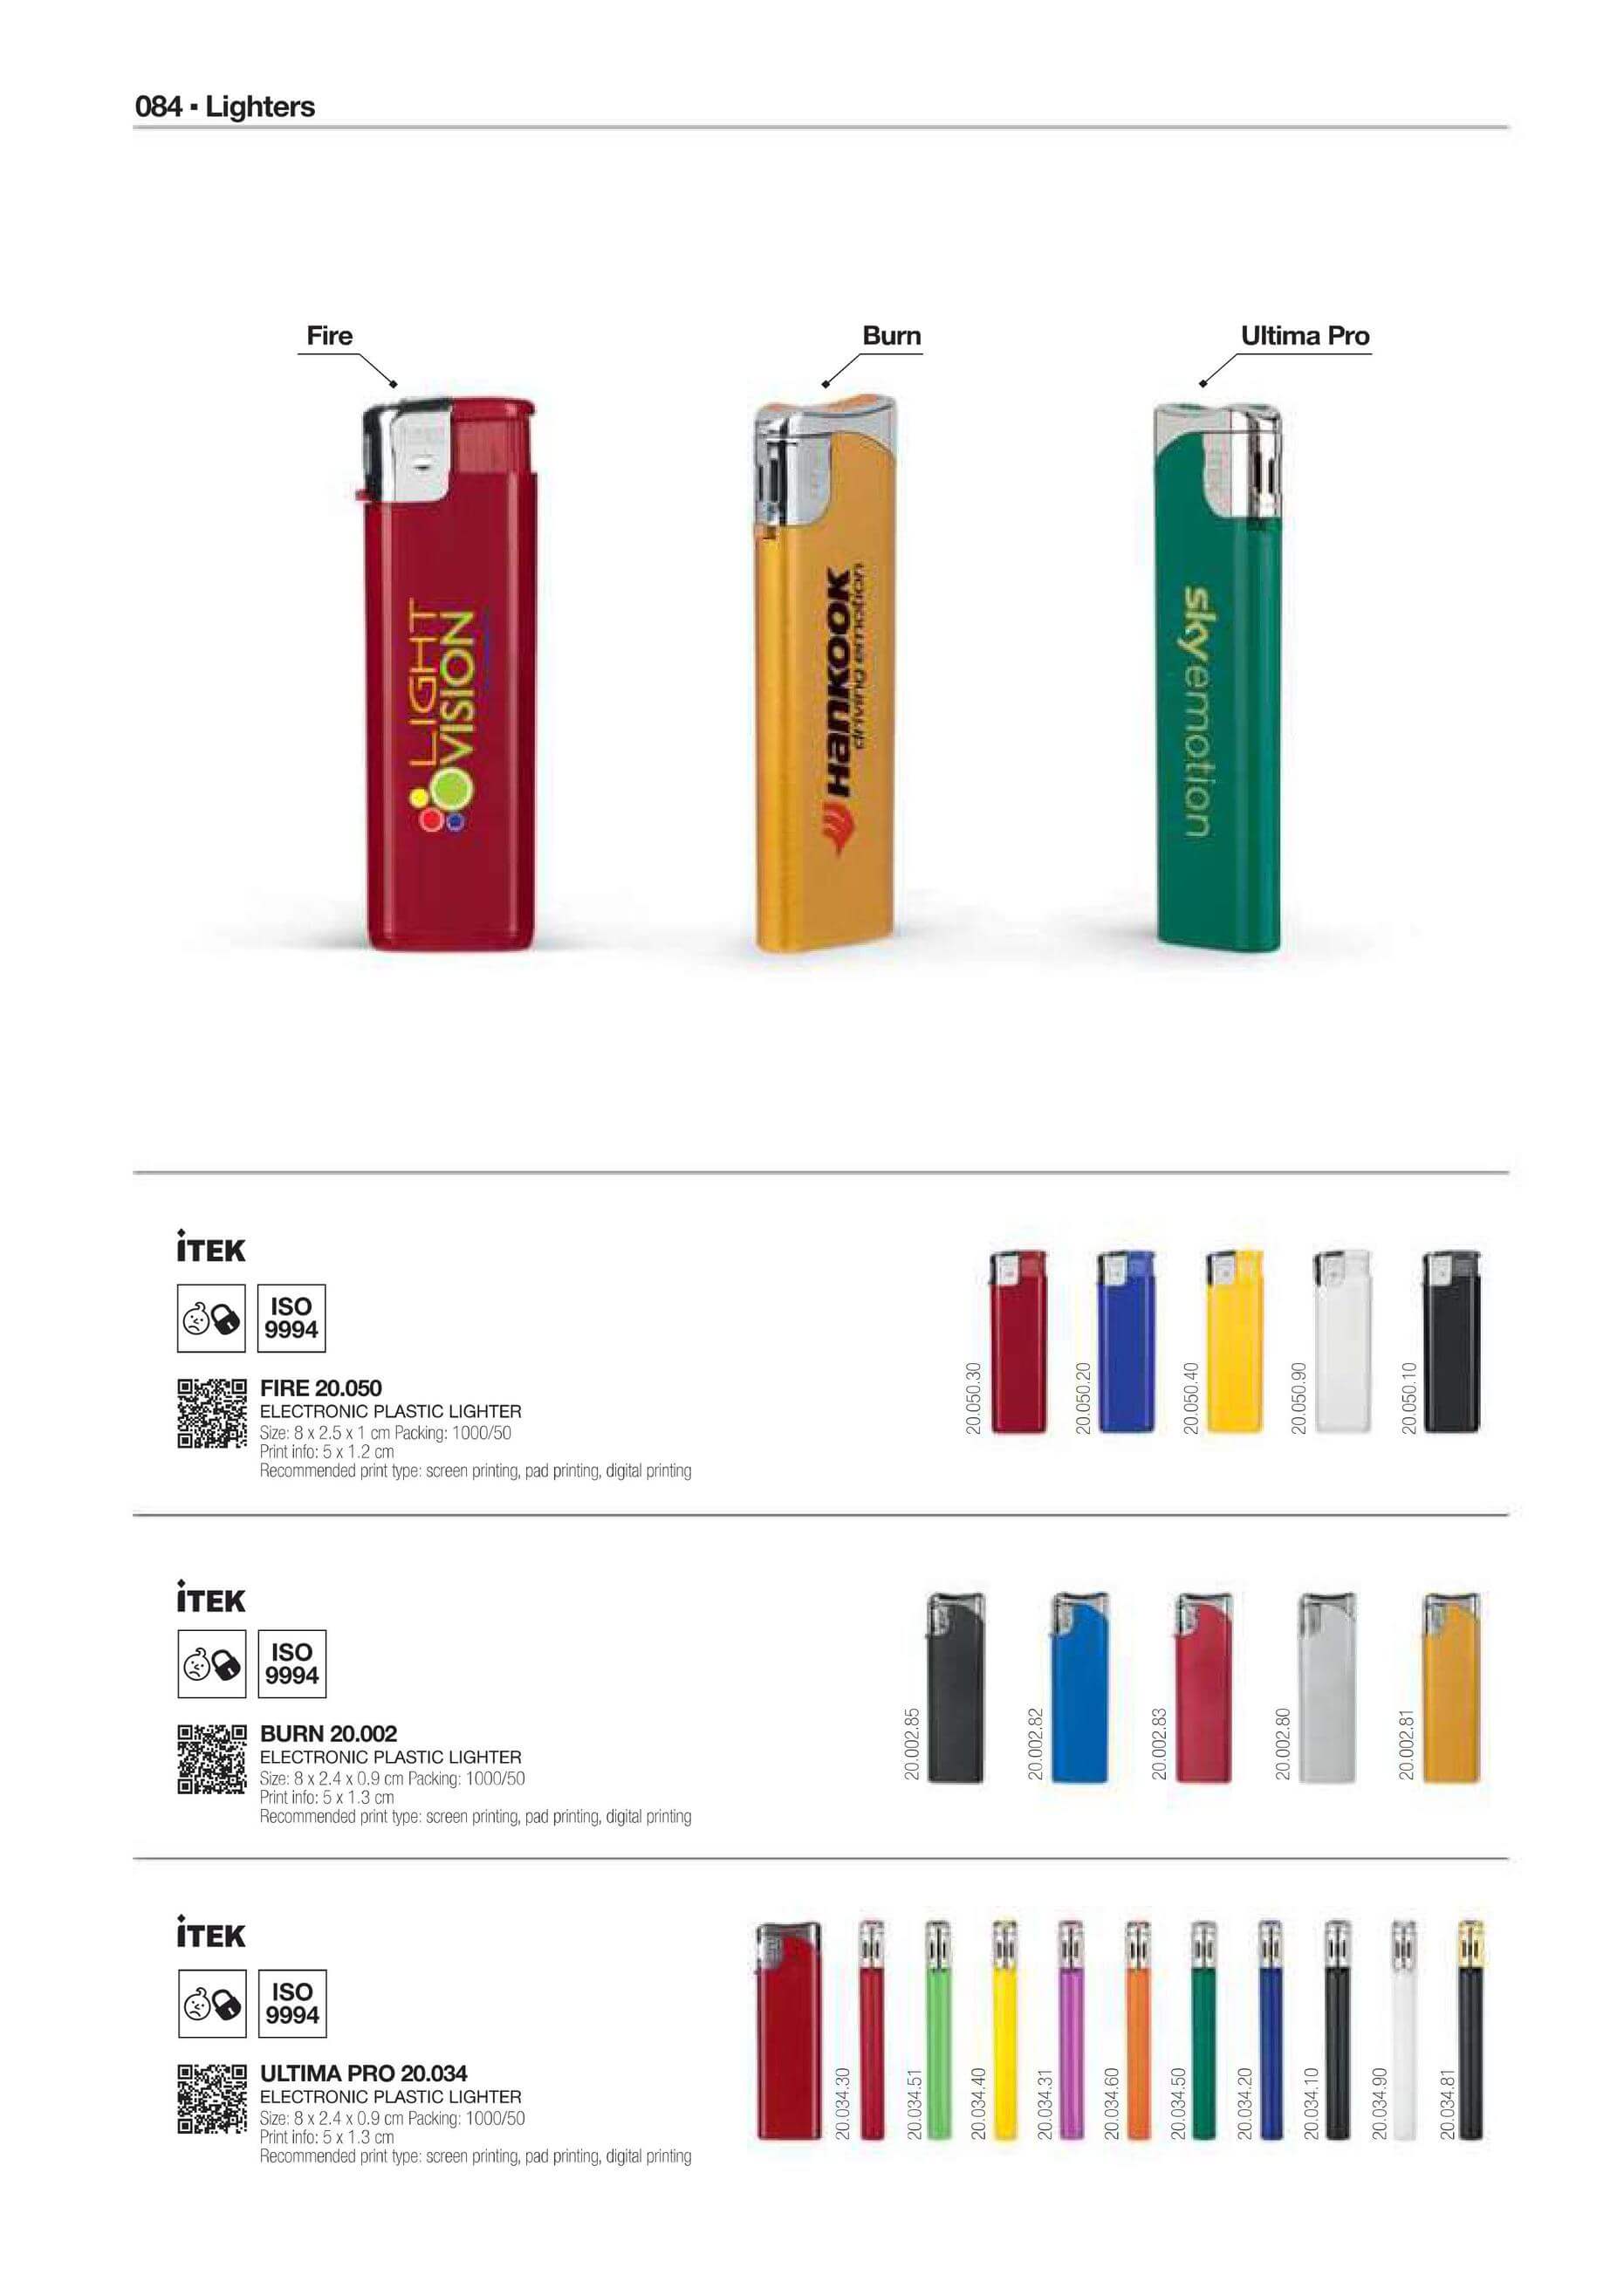 084 ▪ Lighters
Fire
Burn
Ultima Pro
LIGHT
VISION
HANKOOK
driving emotion
skyemotion
iTEK
ISO
9994
FIRE 20.050
ELECTRONIC PLASTIC LIGHTER
Size: 8 x 2.5 x 1 cm Packing: 1000/50
Print info: 5 x 1.2 cm
Recommended print type: screen printing, pad printing, digital printing
20.050.30
20.050.20
20.050.40
20.050.90
20.050.10
iTEK
ISO
9994
BURN 20.002
ELECTRONIC PLASTIC LIGHTER
Size: 8 x 2.4 x 0.9 cm Packing: 1000/50
Print info: 5 x 1.3 cm
Recommended print type: screen printing, pad printing, digital printing
20.002.85
20.002.82
20.002.83
20.002.80
20.002.81
iTEK
ISO
9994
ULTIMA PRO 20.034
ELECTRONIC PLASTIC LIGHTER
Size: 8 x 2.4 x 0.9 cm Packing: 1000/50
Print info: 5 x 1.3 cm
Recommended print type: screen printing, pad printing, digital printing
20.034.30
20.034.51
20.034.40
20.034.31
20.034.60
20.034.50
20.034.20
20.034.10
20.034.90
20.034.81